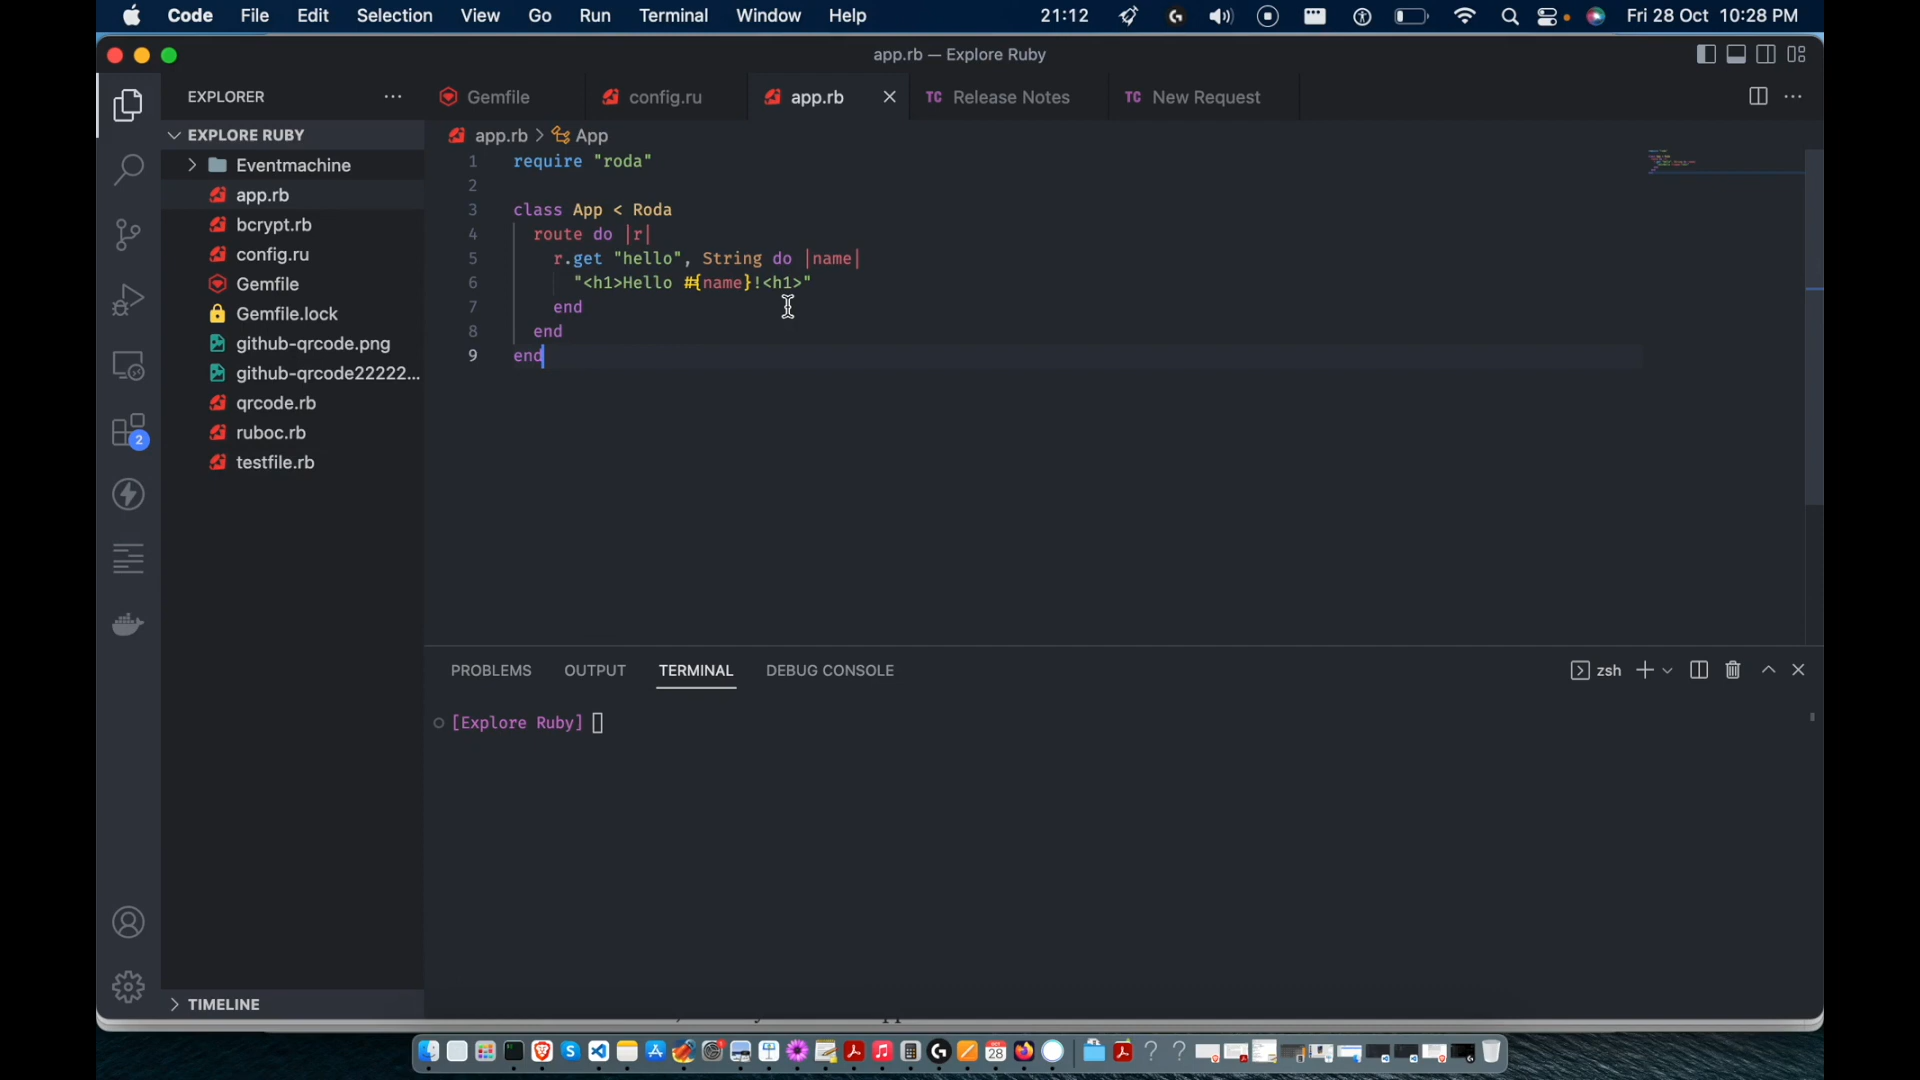 Code File Edit Selection View Go Run Terminal Window Help 21:12 Fri 28 Oct 10:28 PM
app.rb — Explore Ruby
EXPLORER
Gemfile
config.ru
app.rb
TC Release Notes
TC New Request
EXPLORE RUBY
Eventmachine
app.rb
bcrypt.rb
config.ru
Gemfile
Gemfile.lock
github-qrcode.png
github-qrcode22222...
qrcode.rb
ruboc.rb
testfile.rb
TIMELINE
2
app.rb > App
1 require "roda"
2
3 class App < Roda
4 route do |r|
5 r.get "hello", String do |name|
6 "<h1>Hello #{name}!<h1>"
7 end
8 end
9 end
PROBLEMS OUTPUT TERMINAL DEBUG CONSOLE
zsh
[Explore Ruby]
28